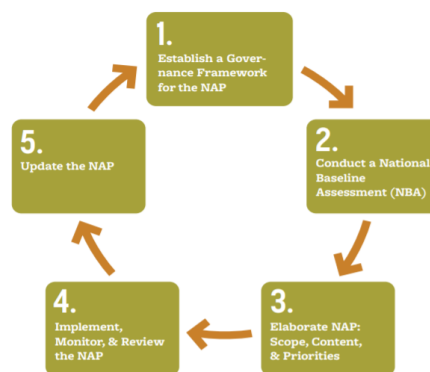 1.
Establish a Gover-
nance Framework
for the NAP
2.
Conduct a National
Baseline
Assessment (NBA)
3.
Elaborate NAP:
Scope, Content,
& Priorities
4.
Implement,
Monitor, & Review
the NAP
5.
Update the NAP